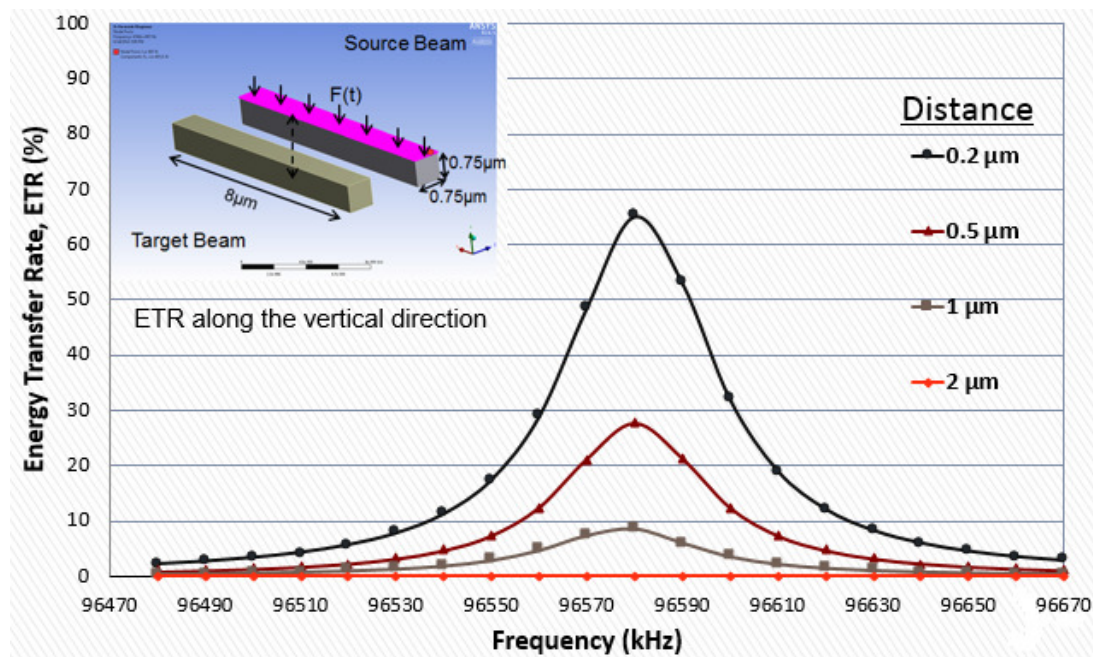 100
90
80
70
60
50
40
30
20
10
0
Energy Transfer Rate, ETR (%)
ANSYS
Source Beam
F(t)
0.75μm
0.75μm
8μm
Target Beam
ETR along the vertical direction
Distance
0.2 μm
0.5 μm
1 μm
2 μm
96470 96490 96510 96530 96550 96570 96590 96610 96630 96650 96670
Frequency (kHz)